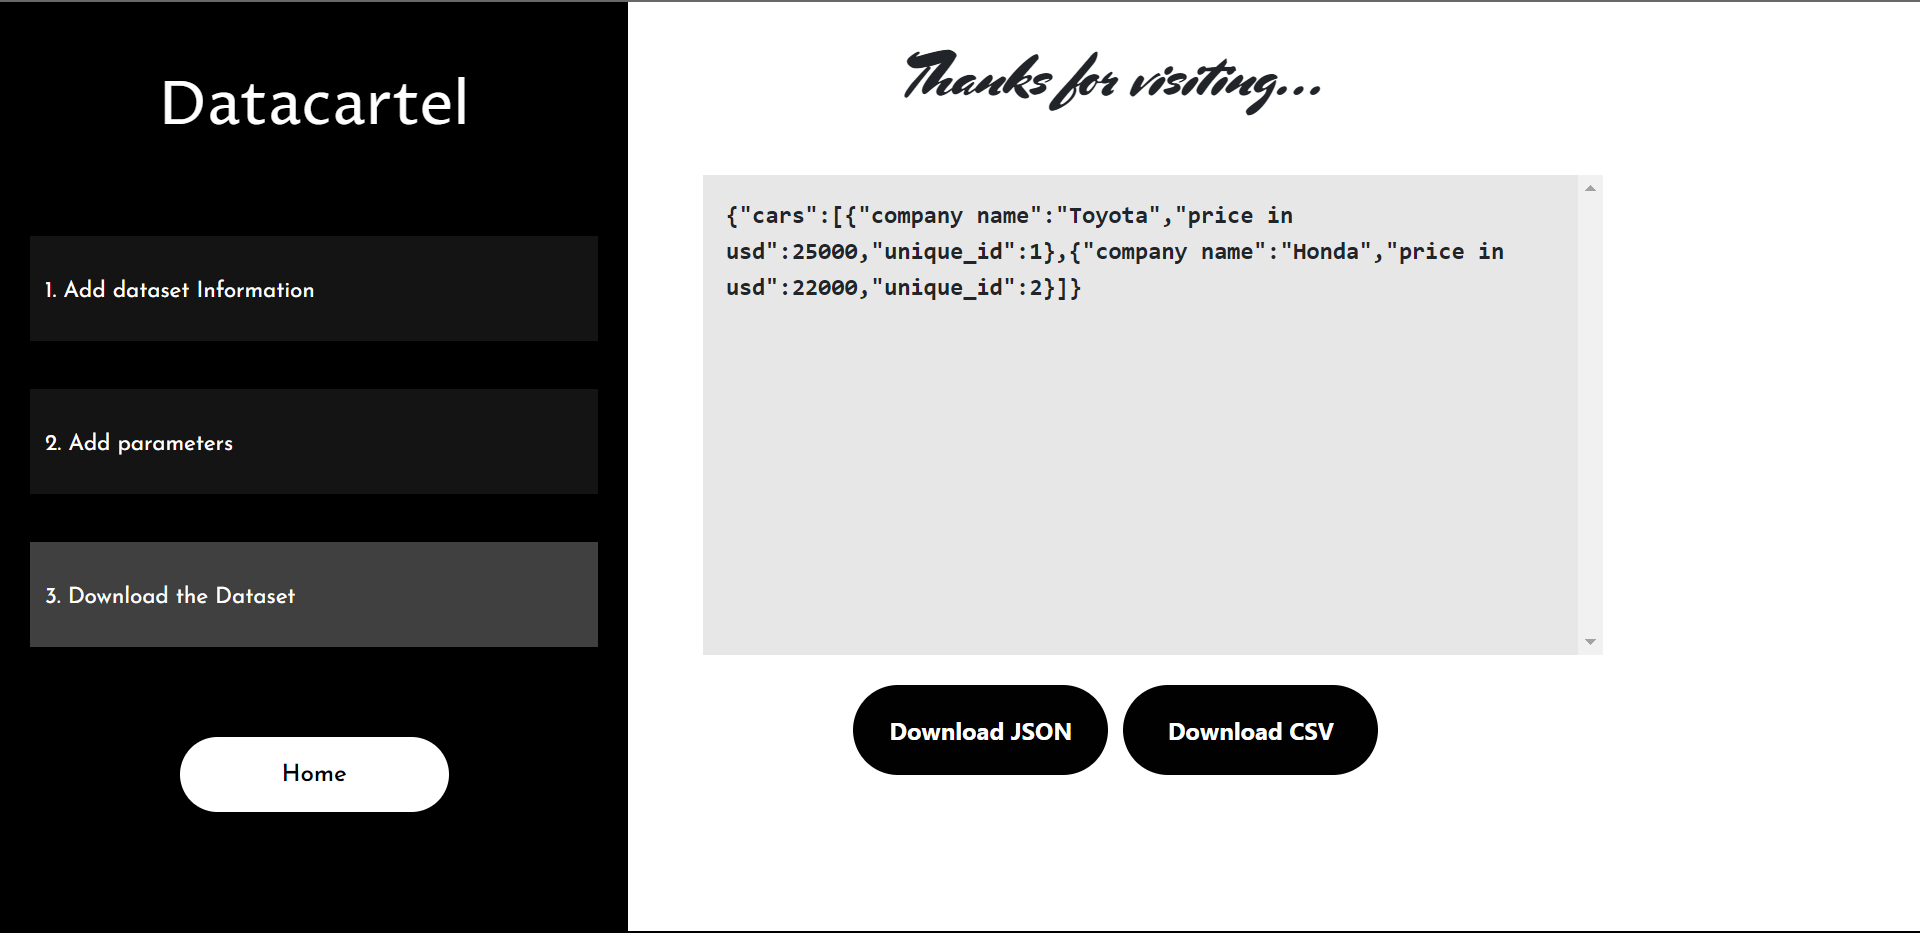 Datacartel
1. Add dataset Information
2. Add parameters
3. Download the Dataset
Home
Thanks for visiting...
{"cars":[{"company name":"Toyota","price in
usd":25000,"unique_id":1},{"company name":"Honda","price in
usd":22000,"unique_id":2}]}
Download JSON
Download CSV